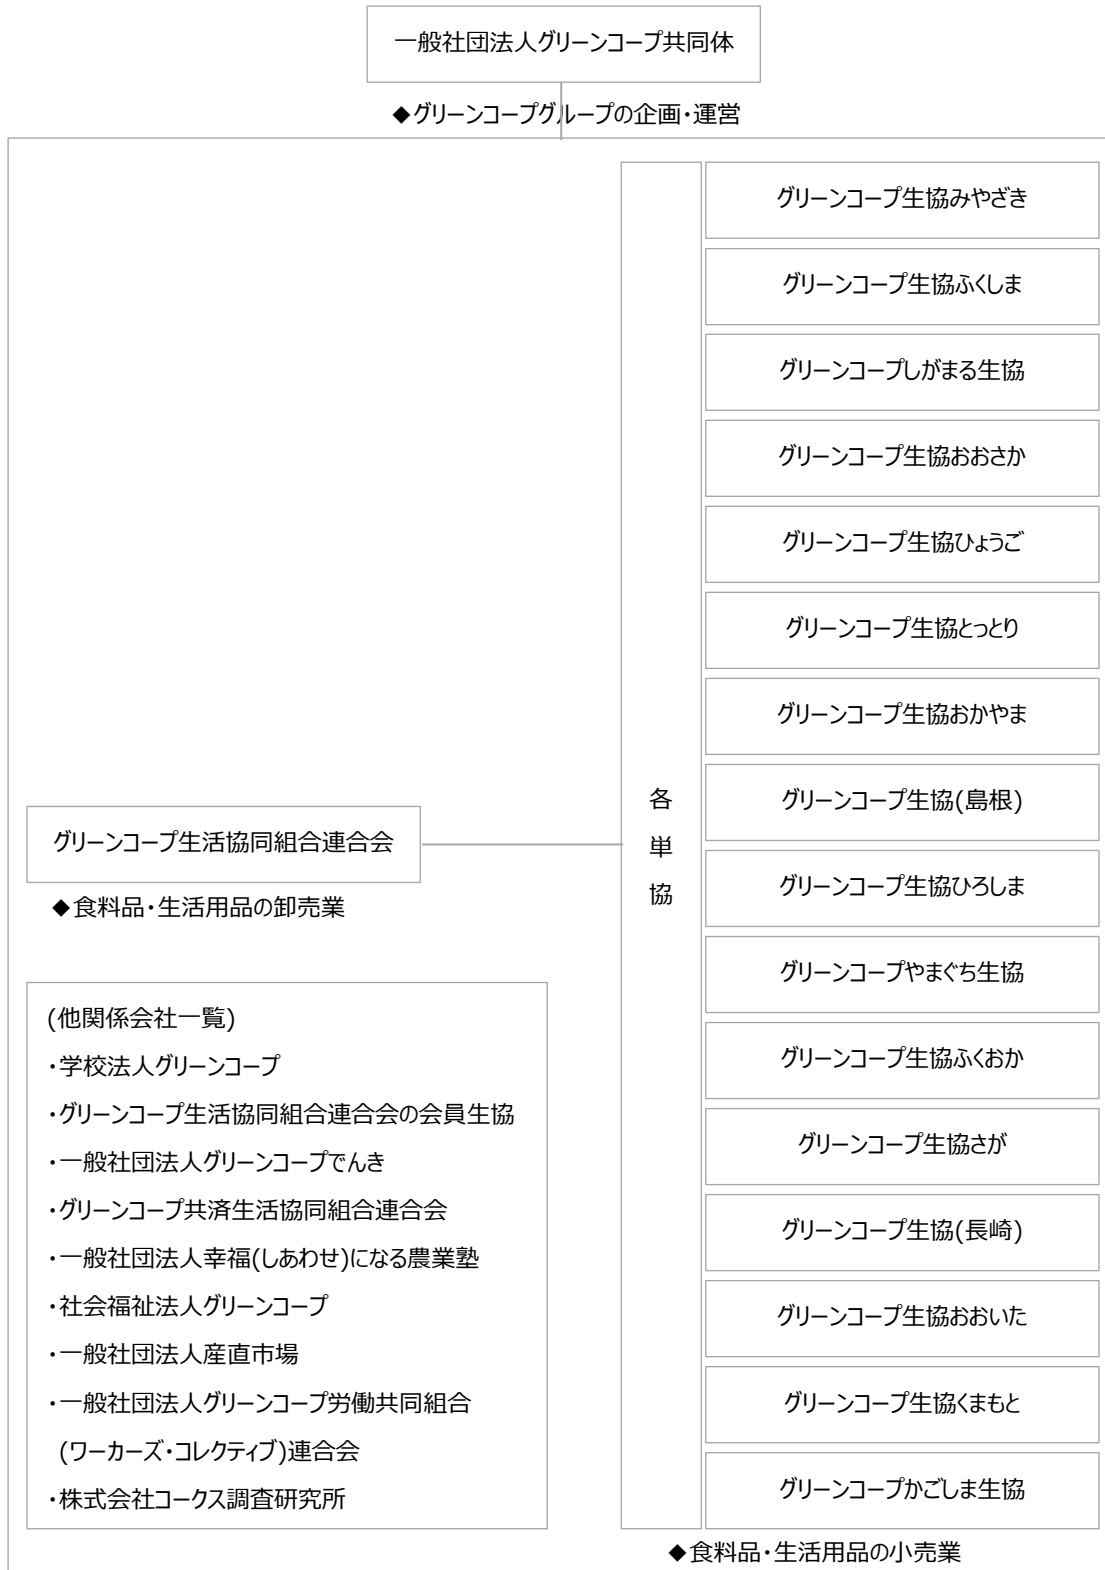 一般社団法人グリーンコープ共同体
◆グリーンコープグループの企画・運営
グリーンコープ生活協同組合連合会
◆食料品・生活用品の卸売業
(他関係会社一覧)
・学校法人グリーンコープ
・グリーンコープ生活協同組合連合会の会員生協
・一般社団法人グリーンコープでんき
・グリーンコープ共済生活協同組合連合会
・一般社団法人幸福(しあわせ)になる農業塾
・社会福祉法人グリーンコープ
・一般社団法人産直市場
・一般社団法人グリーンコープ労働共同組合
(ワーカーズ・コレクティブ)連合会
・株式会社コークス調査研究所
各
単
協
グリーンコープ生協みやざき
グリーンコープ生協ふくしま
グリーンコープしがまる生協
グリーンコープ生協おおさか
グリーンコープ生協ひょうご
グリーンコープ生協とっとり
グリーンコープ生協おかやま
グリーンコープ生協(島根)
グリーンコープ生協ひろしま
グリーンコープやまぐち生協
グリーンコープ生協ふくおか
グリーンコープ生協さが
グリーンコープ生協(長崎)
グリーンコープ生協おおいた
グリーンコープ生協くまもと
グリーンコープかごしま生協
◆食料品・生活用品の小売業